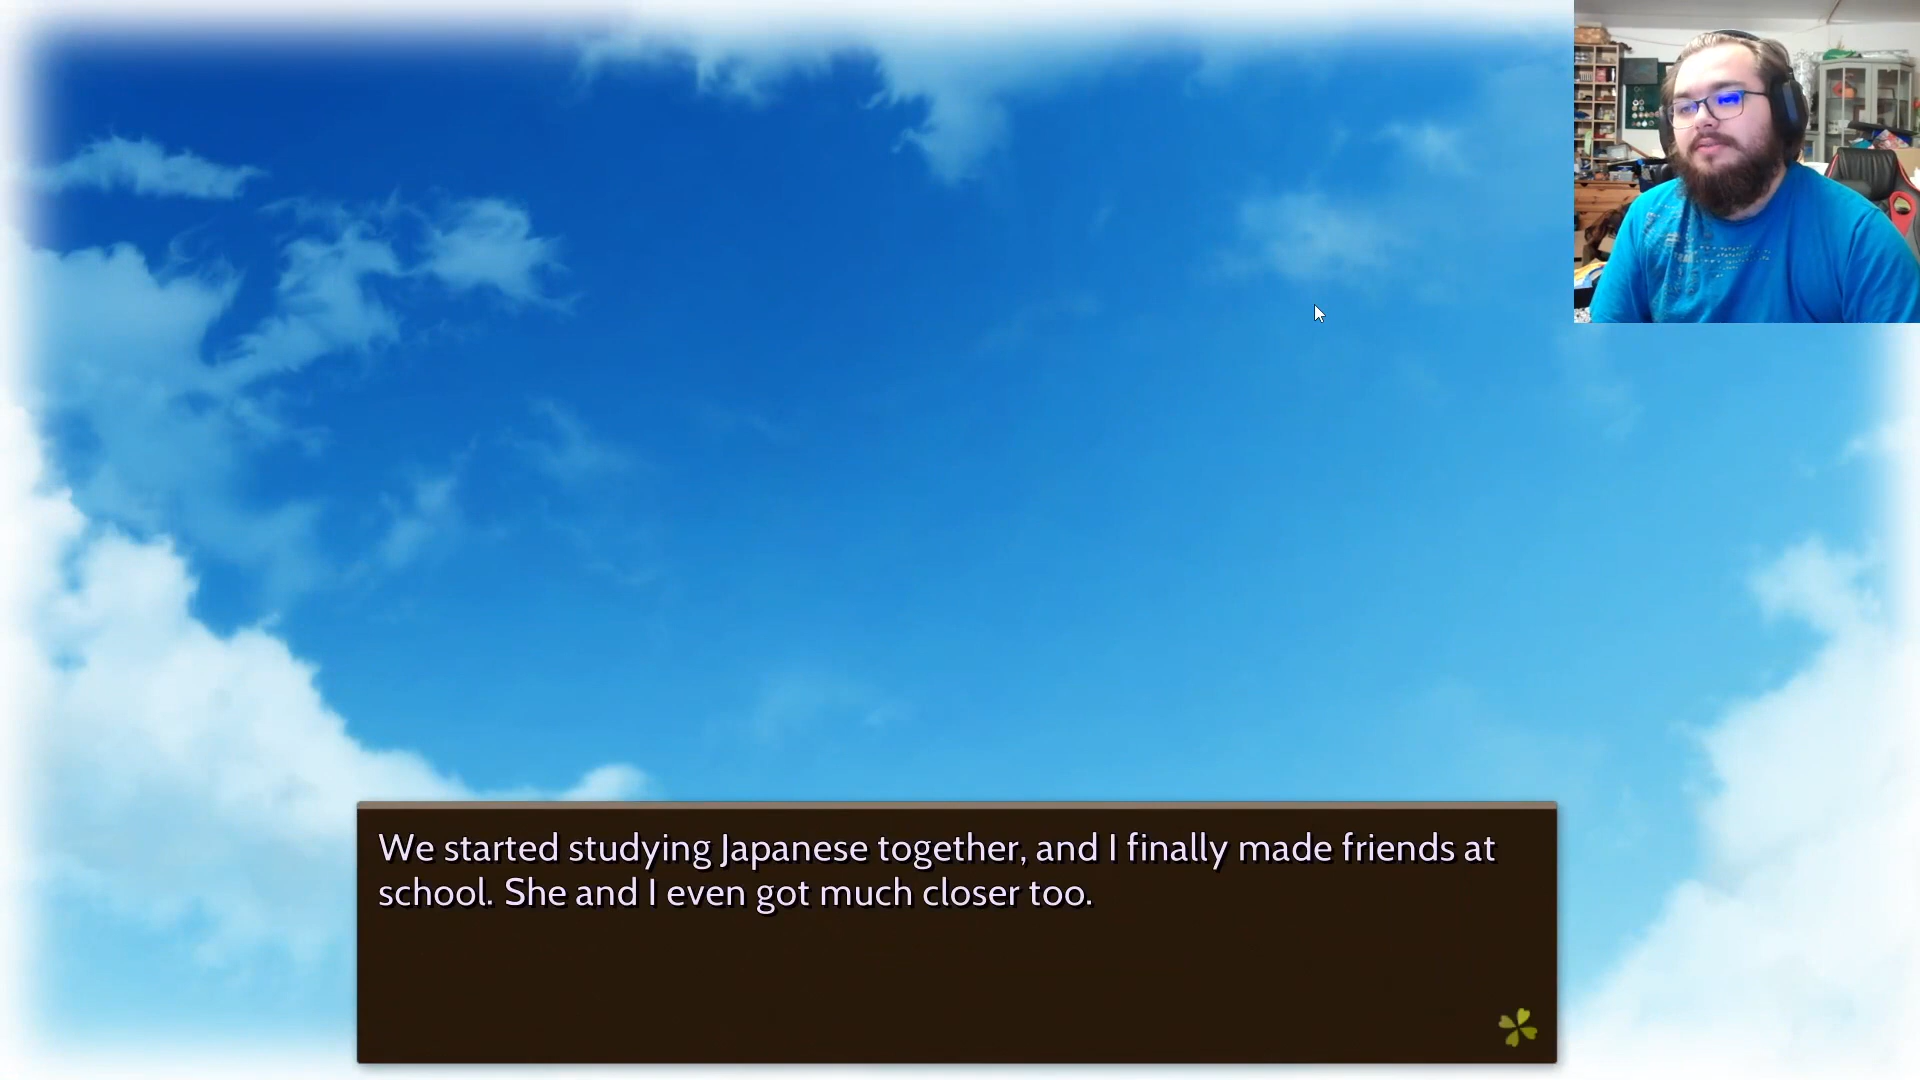 We started studying Japanese together, and I finally made friends at
school. She and I even got much closer too.